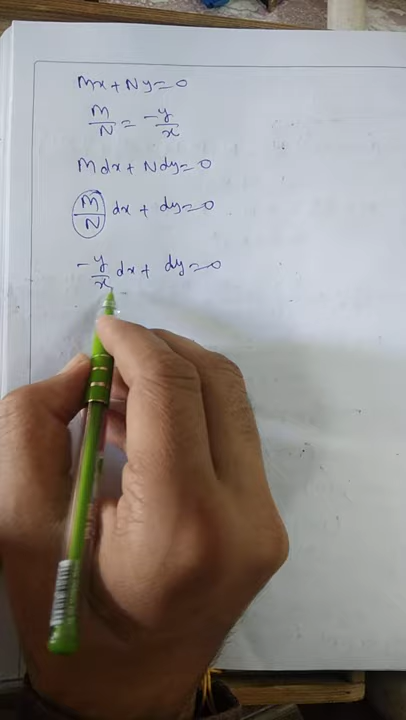 Mx + Ny = 0
M/N = -y/x
Mdx + Ndy = 0
M/N dx + dy = 0
-y/x dx + dy = 0